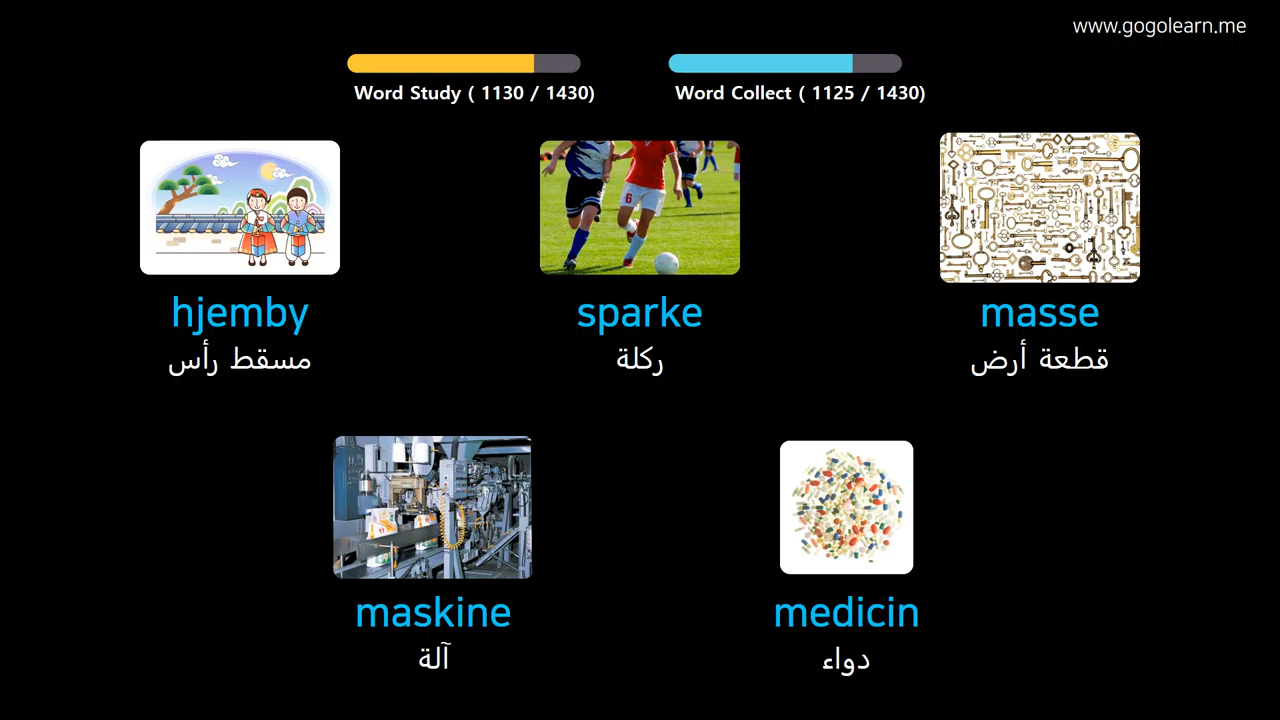 www.gogolearn.me
Word Study ( 1130 / 1430)
Word Collect ( 1125 / 1430)
hjemby
مسقط رأس
sparke
ركلة
masse
قطعة أرض
maskine
آلة
medicin
دواء